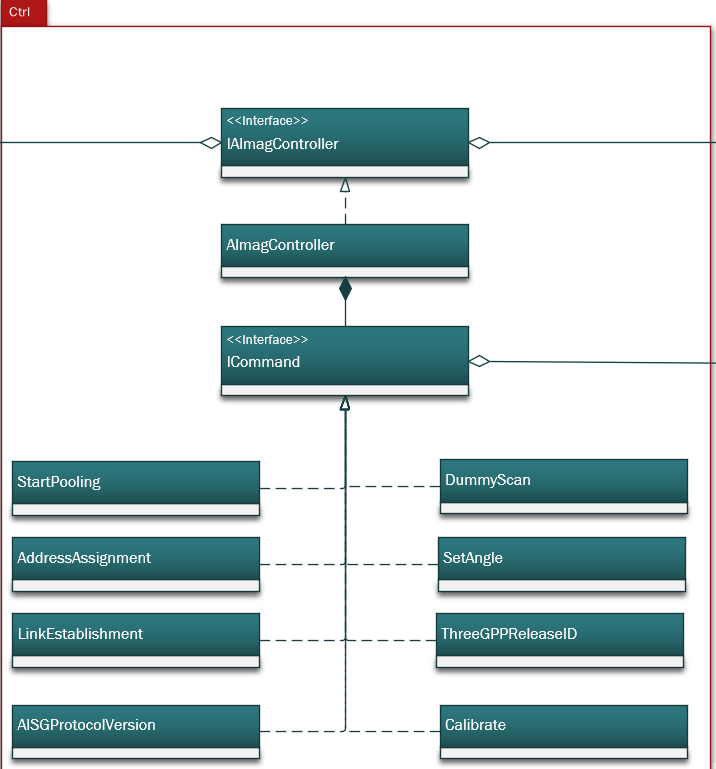 Ctrl
<<Interface>>
IAlmagController
AlmagController
<<Interface>>
ICommand
StartPooling
DummyScan
AddressAssignment
SetAngle
LinkEstablishment
ThreeGPPReleaseID
AISGProtocolVersion
Calibrate